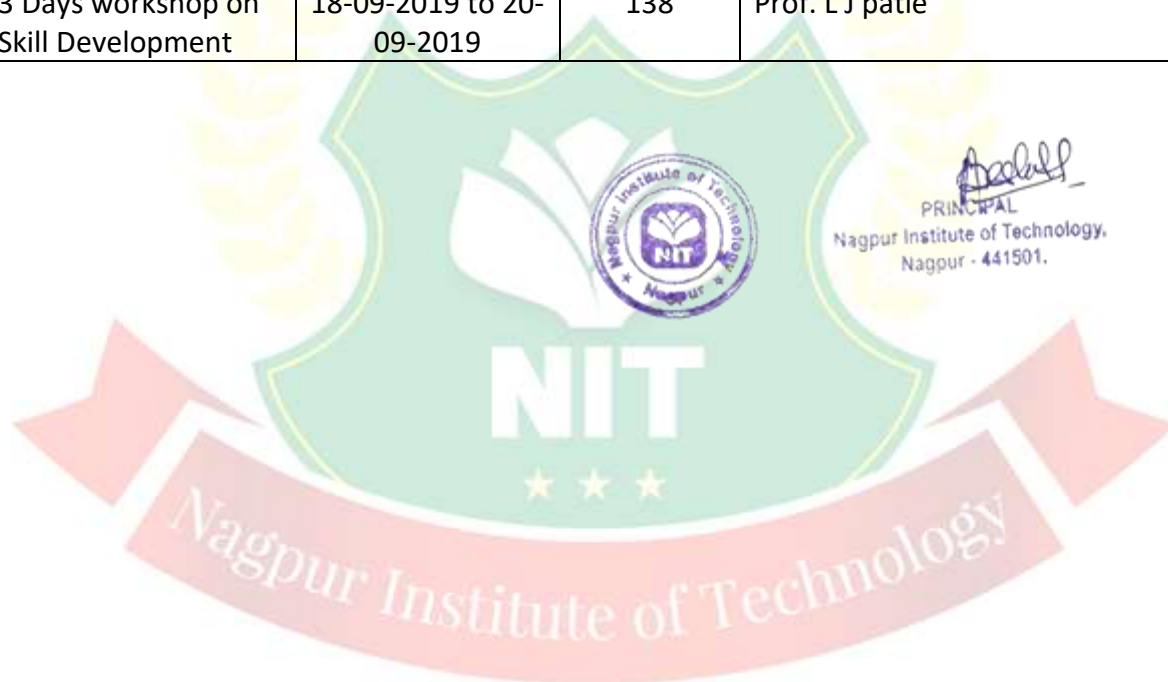 3 Days workshop on
Skill Development
18-09-2019 to 20-
09-2019
138
Prof. L J patle
Nagpur Institute of Technology
NIT
Nagpur
PRINCIPAL
Nagpur Institute of Technology,
Nagpur - 441501.
NIT
Nagpur Institute of Technology